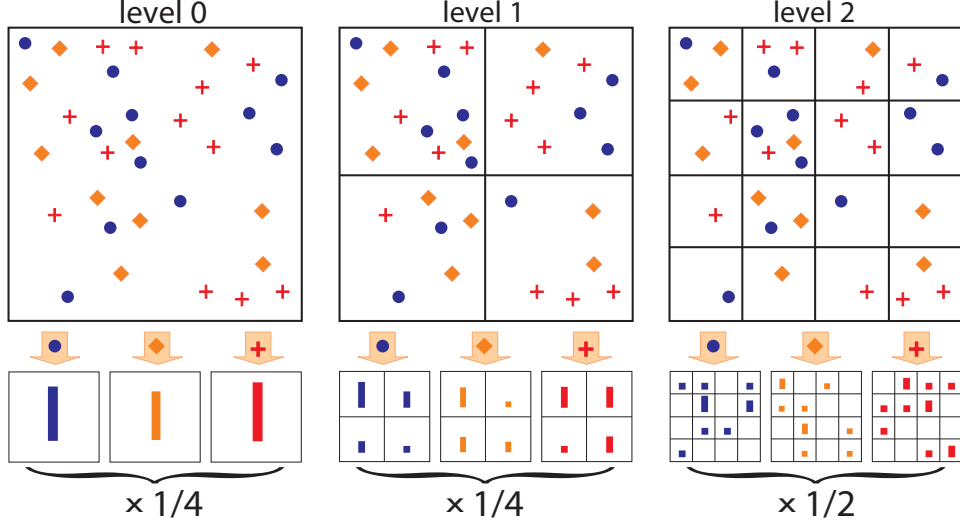 level 0
level 1
level 2
× 1/4
× 1/4
× 1/2